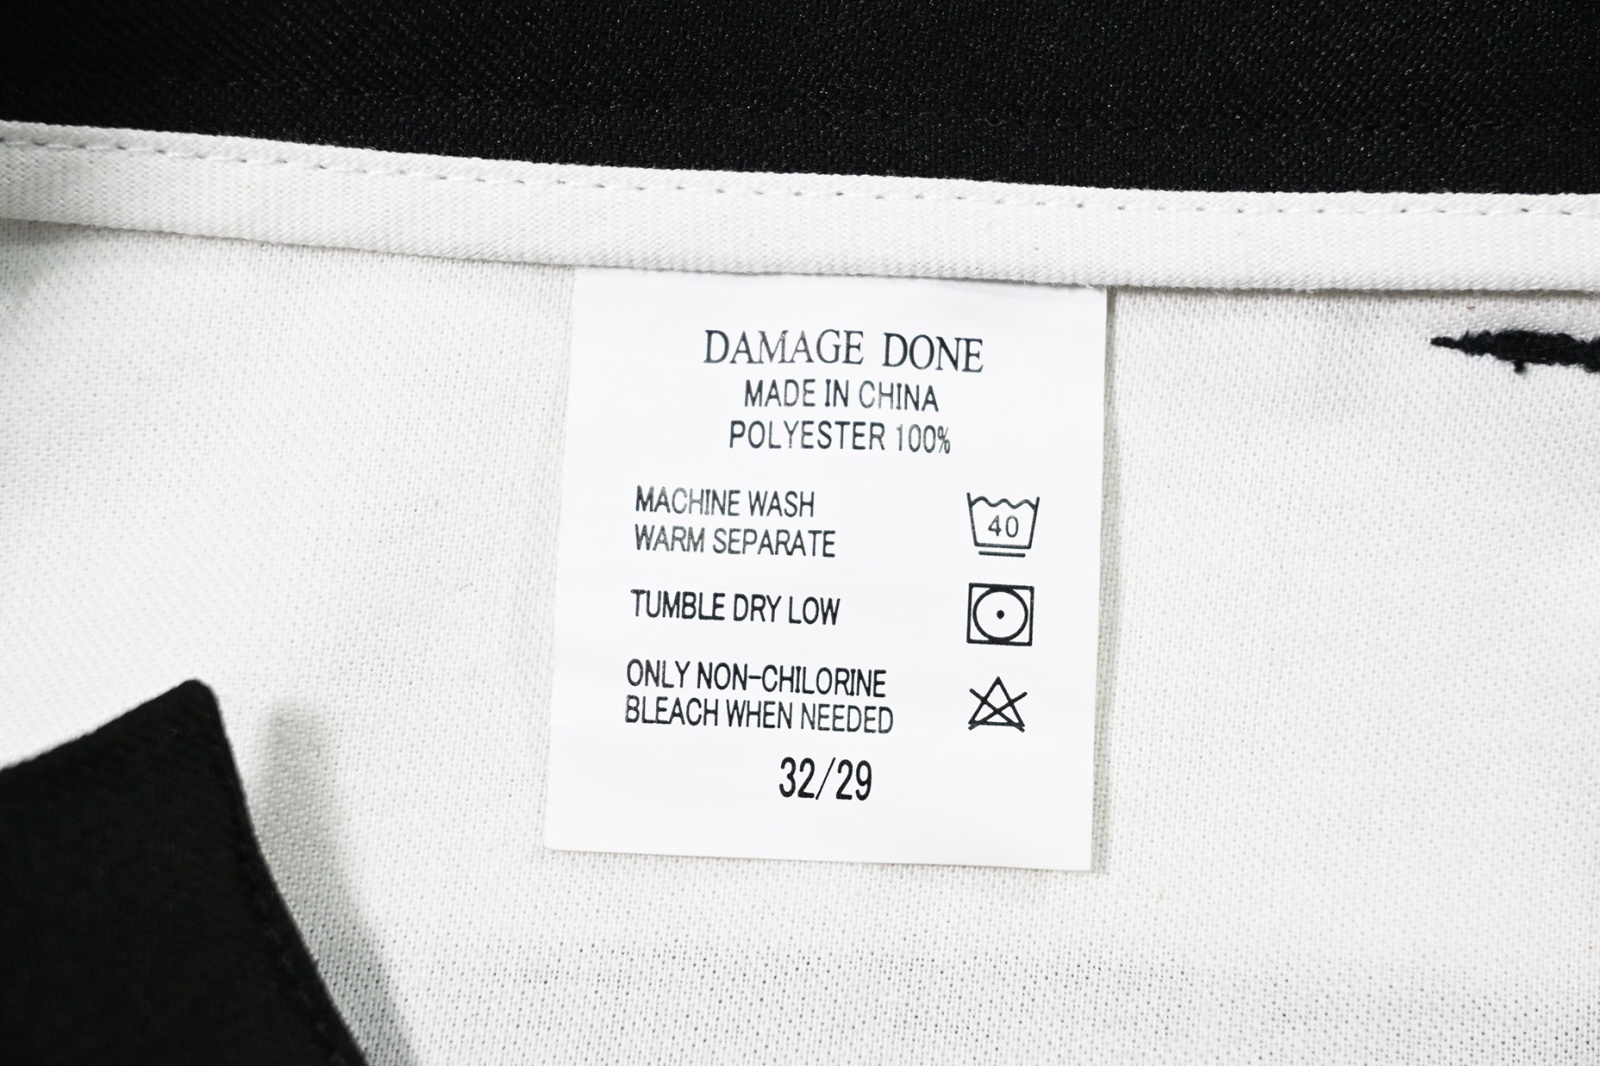 DAMAGE DONE
MADE IN CHINA
POLYESTER 100%
MACHINE WASH
WARM SEPARATE
40
TUMBLE DRY LOW
ONLY NON-CHILORINE
BLEACH WHEN NEEDED
32/29